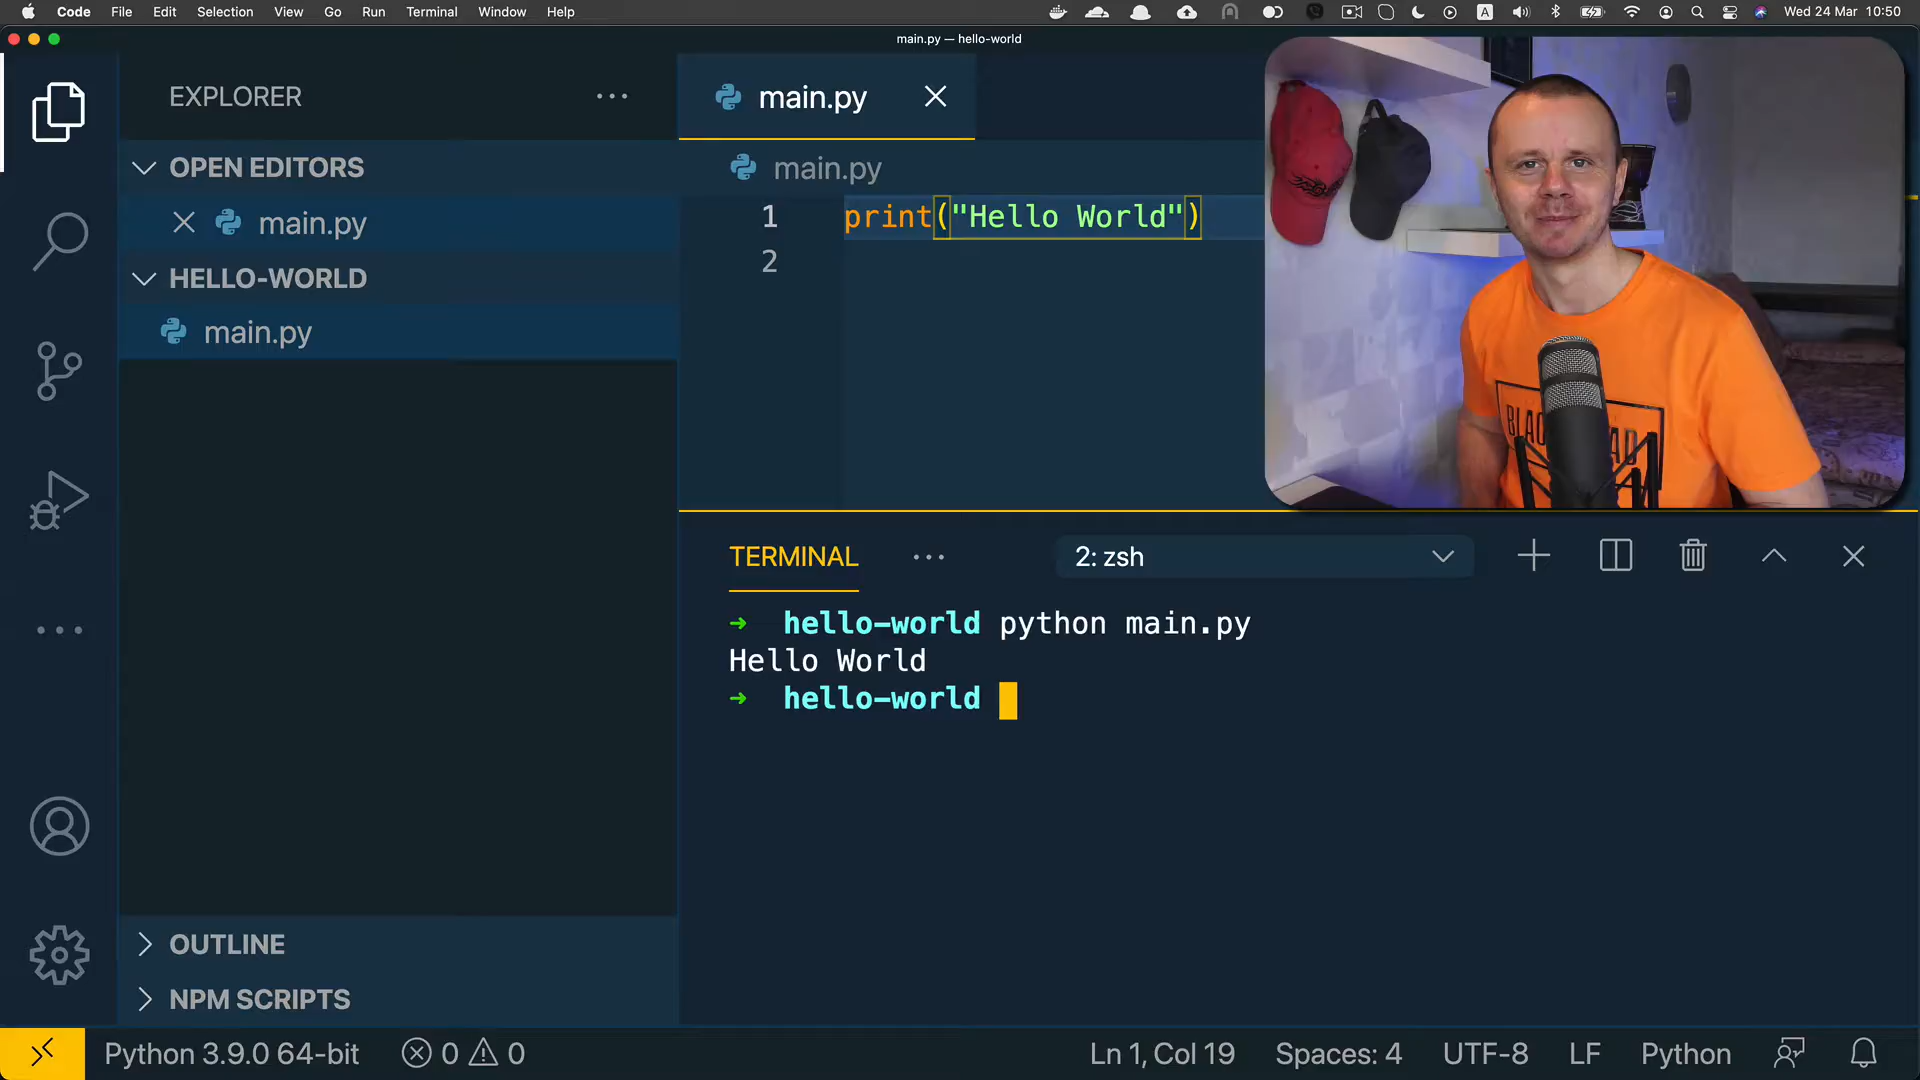 Code File Edit Selection View Go Run Terminal Window Help A Wed 24 Mar 10:50
main.py — hello-world
EXPLORER
OPEN EDITORS
main.py
HELLO-WORLD
main.py
OUTLINE
NPM SCRIPTS
main.py
main.py
1 print("Hello World")
2
TERMINAL 2: zsh
➜ hello-world python main.py
Hello World
➜ hello-world
Python 3.9.0 64-bit 0 0 Ln 1, Col 19 Spaces: 4 UTF-8 LF Python